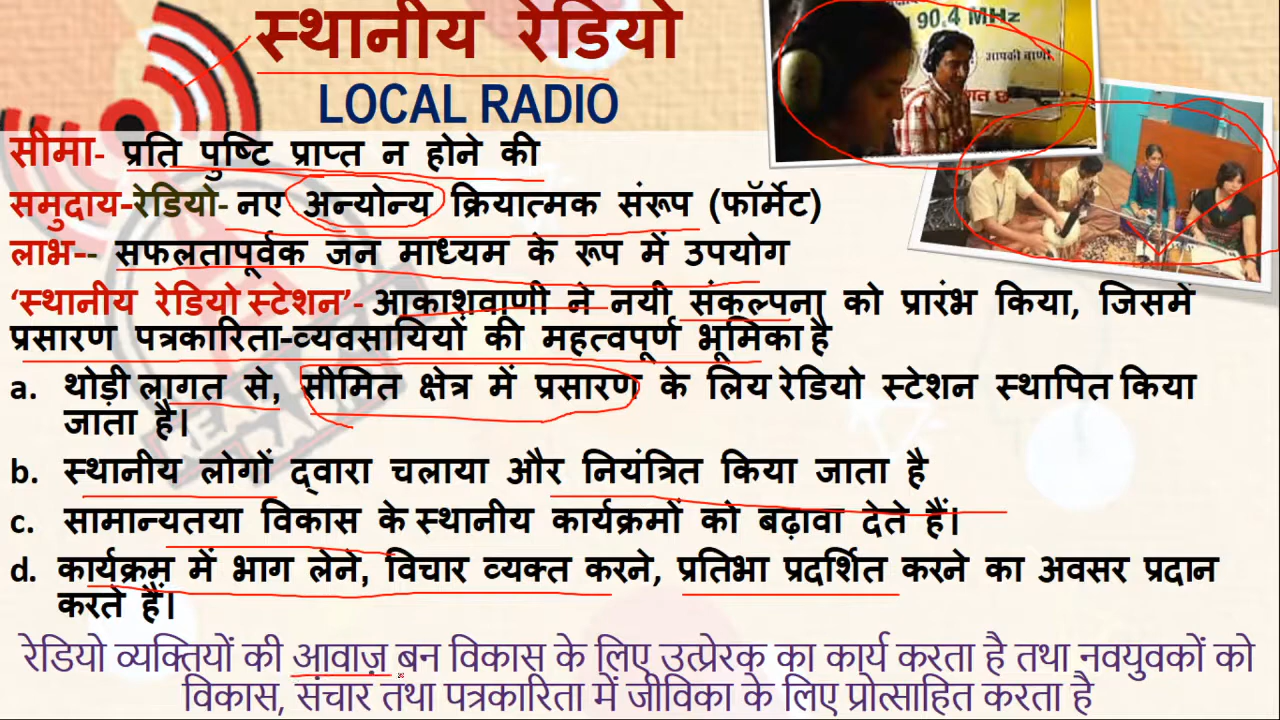 स्थानीय रेडियो
LOCAL RADIO
90.4 MHz
आपकी वाणी
सीमा- प्रति पुष्टि प्राप्त न होने की
समुदाय-रेडियो- नए अन्योन्य क्रियात्मक संरूप (फॉर्मेट)
लाभ-- सफलतापूर्वक जन माध्यम के रूप में उपयोग
‘स्थानीय रेडियो स्टेशन’- आकाशवाणी ने नयी संकल्पना को प्रारंभ किया, जिसमें
प्रसारण पत्रकारिता-व्यवसायियों की महत्वपूर्ण भूमिका है
a. थोड़ी लागत से, सीमित क्षेत्र में प्रसारण के लिय रेडियो स्टेशन स्थापित किया
जाता है।
b. स्थानीय लोगों द्वारा चलाया और नियंत्रित किया जाता है
c. सामान्यतया विकास के स्थानीय कार्यक्रमों को बढ़ावा देते हैं।
d. कार्यक्रम में भाग लेने, विचार व्यक्त करने, प्रतिभा प्रदर्शित करने का अवसर प्रदान
करते हैं।
रेडियो व्यक्तियों की आवाज़ बन विकास के लिए उत्प्रेरक का कार्य करता है तथा नवयुवकों को
विकास, संचार तथा पत्रकारिता में जीविका के लिए प्रोत्साहित करता है